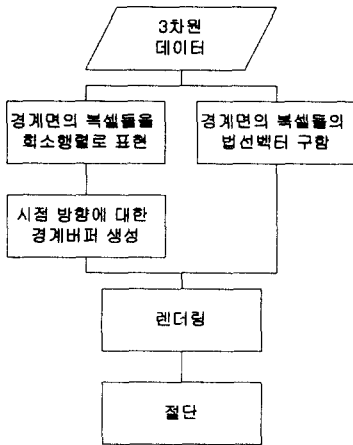 3차원
데이터
경계면의 복셀들을
희소행렬로 표현
경계면의 복셀들의
법선벡터 구함
시점 방향에 대한
경계버퍼 생성
렌더링
절단